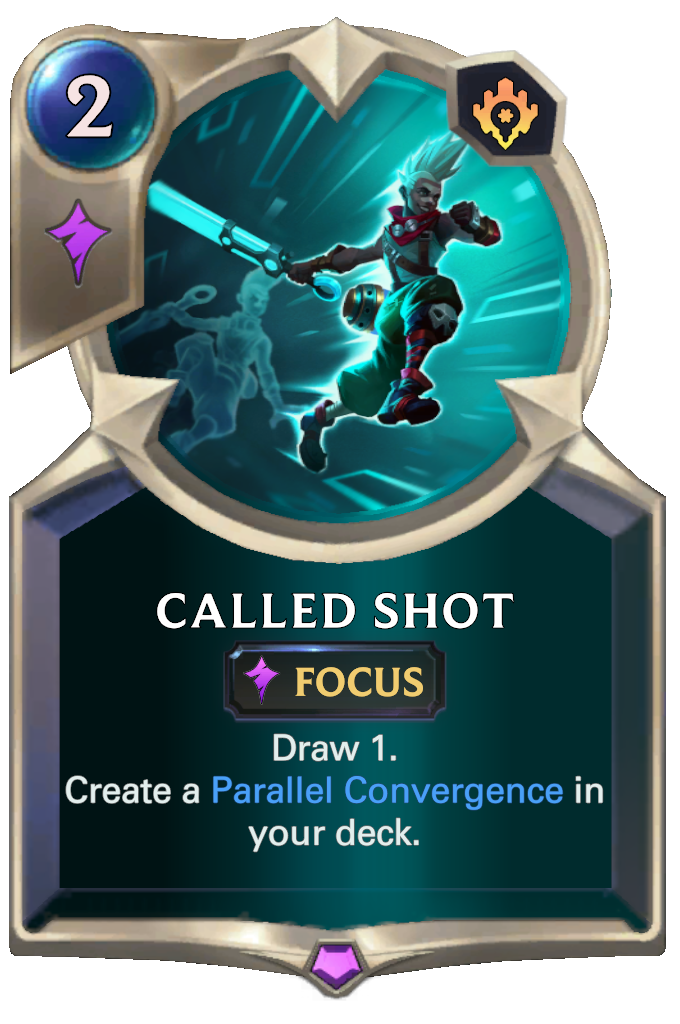 2
CALLED SHOT
FOCUS
Draw 1.
Create a Parallel Convergence in
your deck.